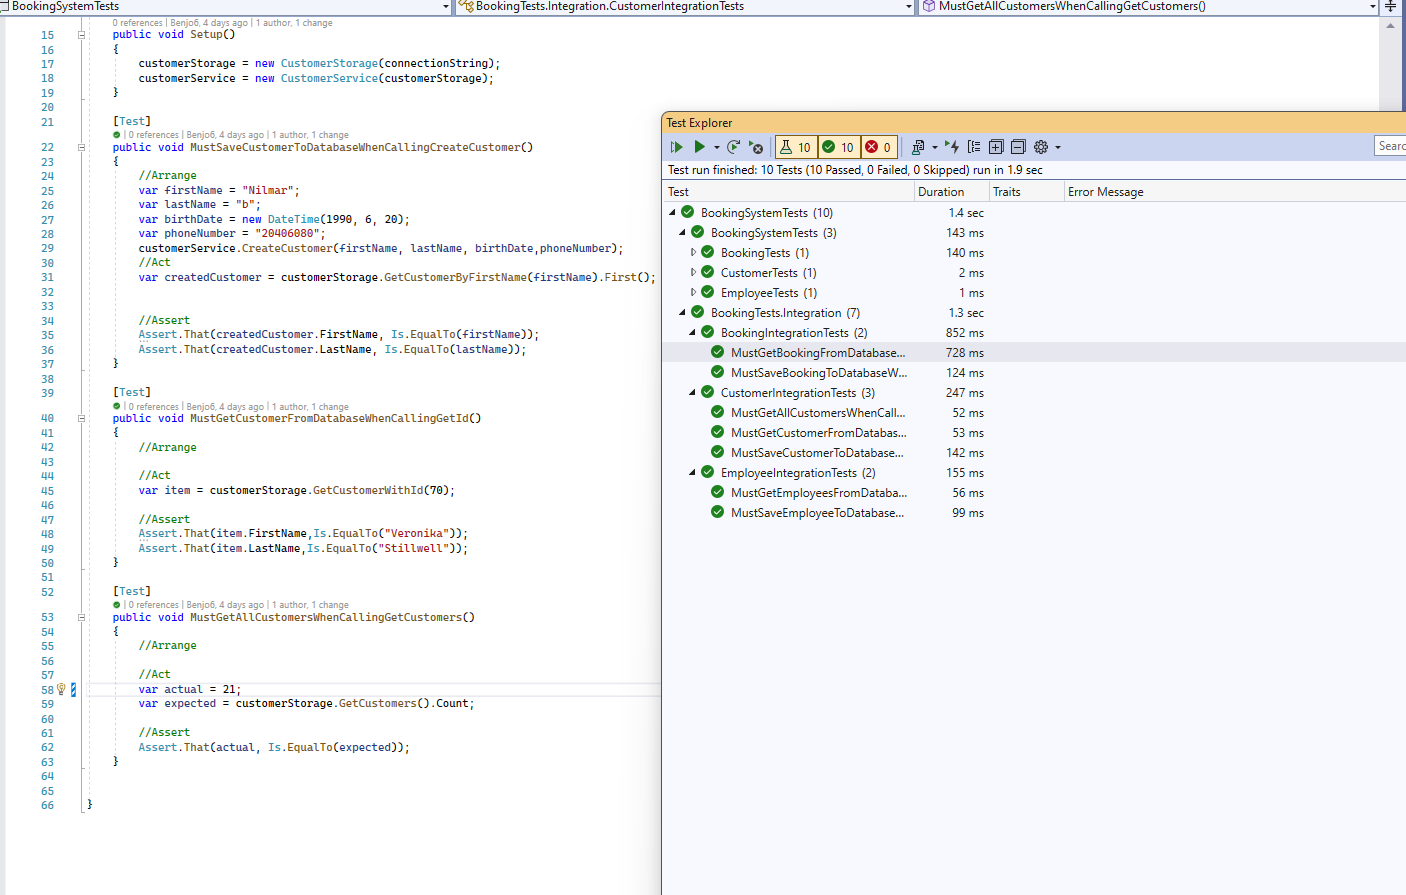 BookingSystemTests
BookingTests.Integration.CustomerIntegrationTests
MustGetAllCustomersWhenCallingGetCustomers()
0 references | Benjo6, 4 days ago | 1 author, 1 change
15 public void Setup()
16 {
17 customerStorage = new CustomerStorage(connectionString);
18 customerService = new CustomerService(customerStorage);
19 }
20
21 [Test]
| 0 references | Benjo6, 4 days ago | 1 author, 1 change
22 public void MustSaveCustomerToDatabaseWhenCallingCreateCustomer()
23 {
24 //Arrange
25 var firstName = "Nilmar";
26 var lastName = "b";
27 var birthDate = new DateTime(1990, 6, 20);
28 var phoneNumber = "20406080";
29 customerService.CreateCustomer(firstName, lastName, birthDate,phoneNumber);
30 //Act
31 var createdCustomer = customerStorage.GetCustomerByFirstName(firstName).First();
32
33
34 //Assert
35 Assert.That(createdCustomer.FirstName, Is.EqualTo(firstName));
36 Assert.That(createdCustomer.LastName, Is.EqualTo(lastName));
37 }
38
39 [Test]
| 0 references | Benjo6, 4 days ago | 1 author, 1 change
40 public void MustGetCustomerFromDatabaseWhenCallingGetId()
41 {
42 //Arrange
43
44 //Act
45 var item = customerStorage.GetCustomerWithId(70);
46
47 //Assert
48 Assert.That(item.FirstName,Is.EqualTo("Veronika"));
49 Assert.That(item.LastName,Is.EqualTo("Stillwell"));
50 }
51
52 [Test]
| 0 references | Benjo6, 4 days ago | 1 author, 1 change
53 public void MustGetAllCustomersWhenCallingGetCustomers()
54 {
55 //Arrange
56
57 //Act
58 var actual = 21;
59 var expected = customerStorage.GetCustomers().Count;
60
61 //Assert
62 Assert.That(actual, Is.EqualTo(expected));
63 }
64
65
66 }
Test Explorer
10 10 0
Sear
Test run finished: 10 Tests (10 Passed, 0 Failed, 0 Skipped) run in 1.9 sec
Test Duration Traits Error Message
BookingSystemTests (10) 1.4 sec
BookingSystemTests (3) 143 ms
BookingTests (1) 140 ms
CustomerTests (1) 2 ms
EmployeeTests (1) 1 ms
BookingTests.Integration (7) 1.3 sec
BookingIntegrationTests (2) 852 ms
MustGetBookingFromDatabase... 728 ms
MustSaveBookingToDatabaseW... 124 ms
CustomerIntegrationTests (3) 247 ms
MustGetAllCustomersWhenCall... 52 ms
MustGetCustomerFromDatabas... 53 ms
MustSaveCustomerToDatabase... 142 ms
EmployeeIntegrationTests (2) 155 ms
MustGetEmployeesFromDataba... 56 ms
MustSaveEmployeeToDatabase... 99 ms